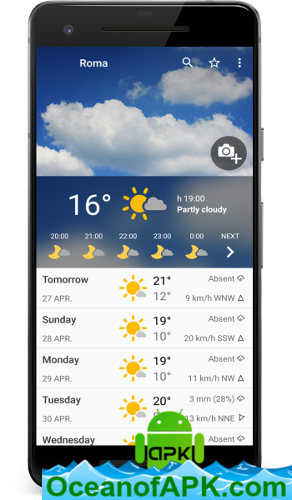 Roma
16°
h 19:00
Partly cloudy
20:00 21:00 22:00 23:00 0:00 NEXT
Tomorrow 21° Absent
27 APR. 12° 9 km/h WNW
Sunday 19° Absent
28 APR. 10° 20 km/h SSW
Monday 19° Absent
29 APR. 10° 11 km/h NW
Tuesday 20° 3 mm (28%)
30 APR. 13 km/h NNE
Wednesday
APK
OceanofAPK.com